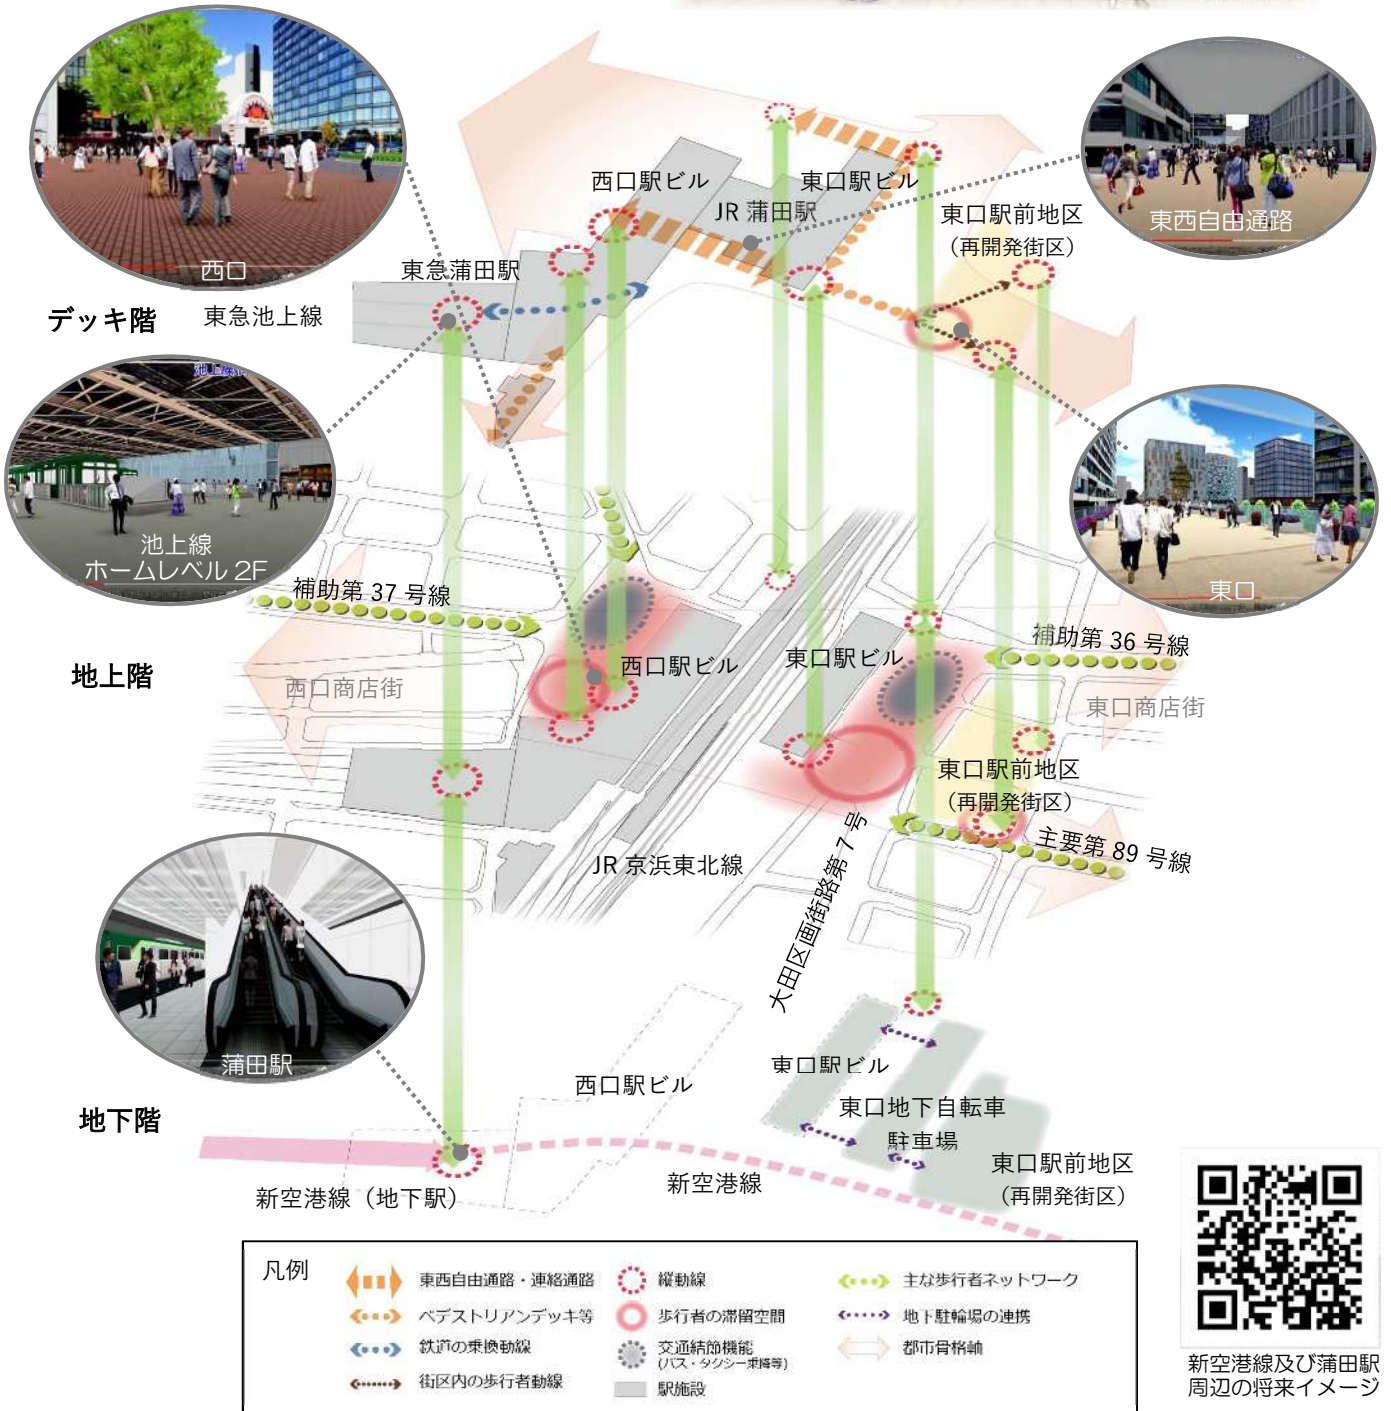 西口
東西自由通路
西口駅ビル
東口駅ビル
JR 蒲田駅
東口駅前地区
（再開発街区）
東急蒲田駅
デッキ階
東急池上線
池上線
ホームレベル 2F
東口
補助第 37 号線
補助第 36 号線
地上階
西口駅ビル
東口駅ビル
西口商店街
東口商店街
東口駅前地区
（再開発街区）
主要第 89 号線
JR 京浜東北線
大田区画街路第 7 号
蒲田駅
地下階
西口駅ビル
東口駅ビル
東口地下自転車
駐車場
東口駅前地区
（再開発街区）
新空港線（地下駅）
新空港線
凡例
東西自由通路・連絡通路
ペデストリアンデッキ等
鉄道の乗換動線
街区内の歩行者動線
縦動線
歩行者の滞留空間
交通結節機能
(バス・タクシー乗降等)
駅施設
主な歩行者ネットワーク
地下駐輪場の連携
都市骨格軸
新空港線及び蒲田駅
周辺の将来イメージ